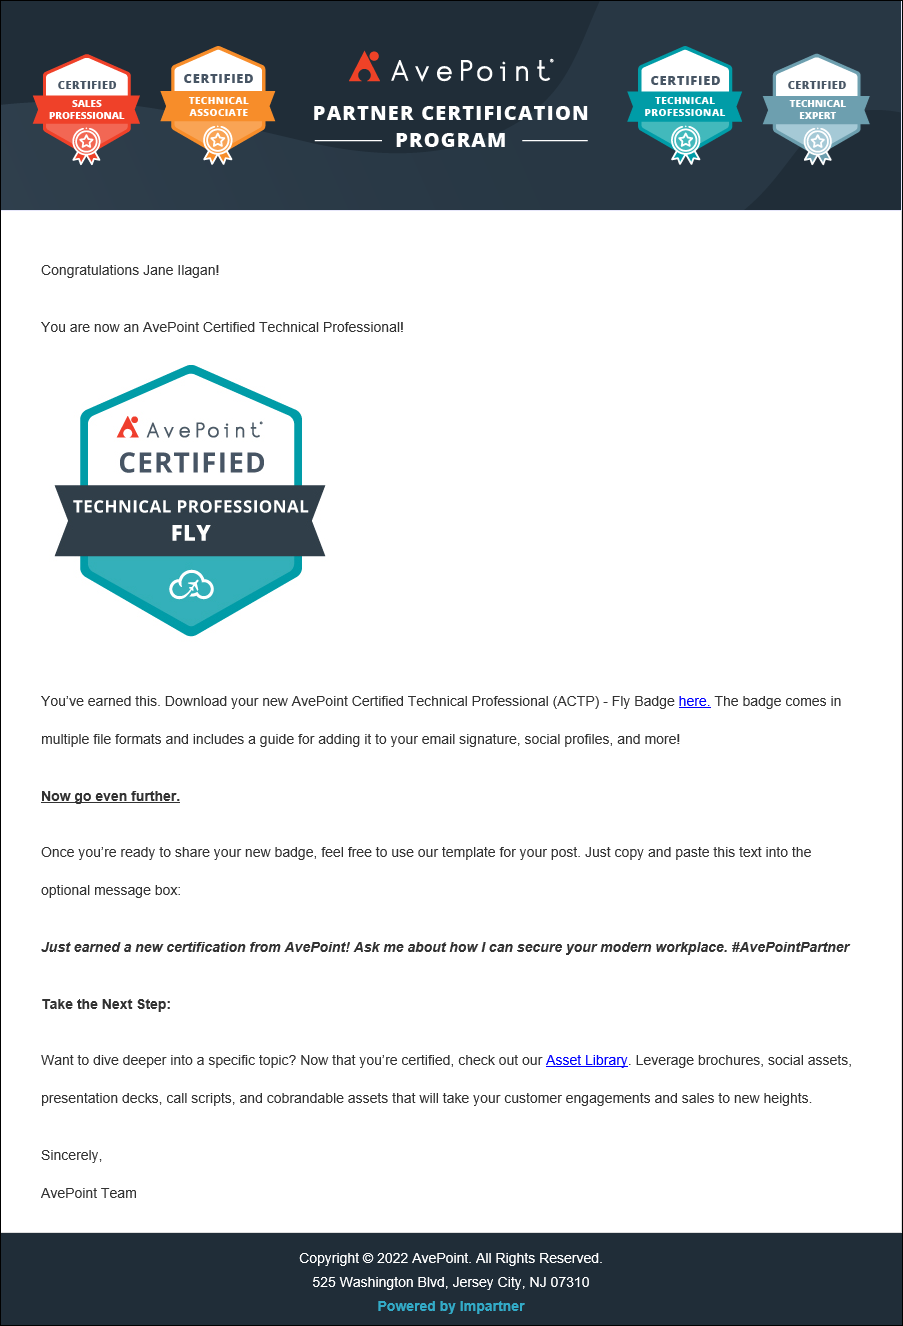 CERTIFIED
SALES
PROFESSIONAL
CERTIFIED
TECHNICAL
ASSOCIATE
AvePoint
PARTNER CERTIFICATION
PROGRAM
CERTIFIED
TECHNICAL
PROFESSIONAL
CERTIFIED
TECHNICAL
EXPERT
Congratulations Jane Ilagan!
You are now an AvePoint Certified Technical Professional!
AvePoint
CERTIFIED
TECHNICAL PROFESSIONAL
FLY
You’ve earned this. Download your new AvePoint Certified Technical Professional (ACTP) - Fly Badge here. The badge comes in
multiple file formats and includes a guide for adding it to your email signature, social profiles, and more!
Now go even further.
Once you’re ready to share your new badge, feel free to use our template for your post. Just copy and paste this text into the
optional message box:
Just earned a new certification from AvePoint! Ask me about how I can secure your modern workplace. #AvePointPartner
Take the Next Step:
Want to dive deeper into a specific topic? Now that you’re certified, check out our Asset Library. Leverage brochures, social assets,
presentation decks, call scripts, and cobrandable assets that will take your customer engagements and sales to new heights.
Sincerely,
AvePoint Team
Copyright © 2022 AvePoint. All Rights Reserved.
525 Washington Blvd, Jersey City, NJ 07310
Powered by Impartner